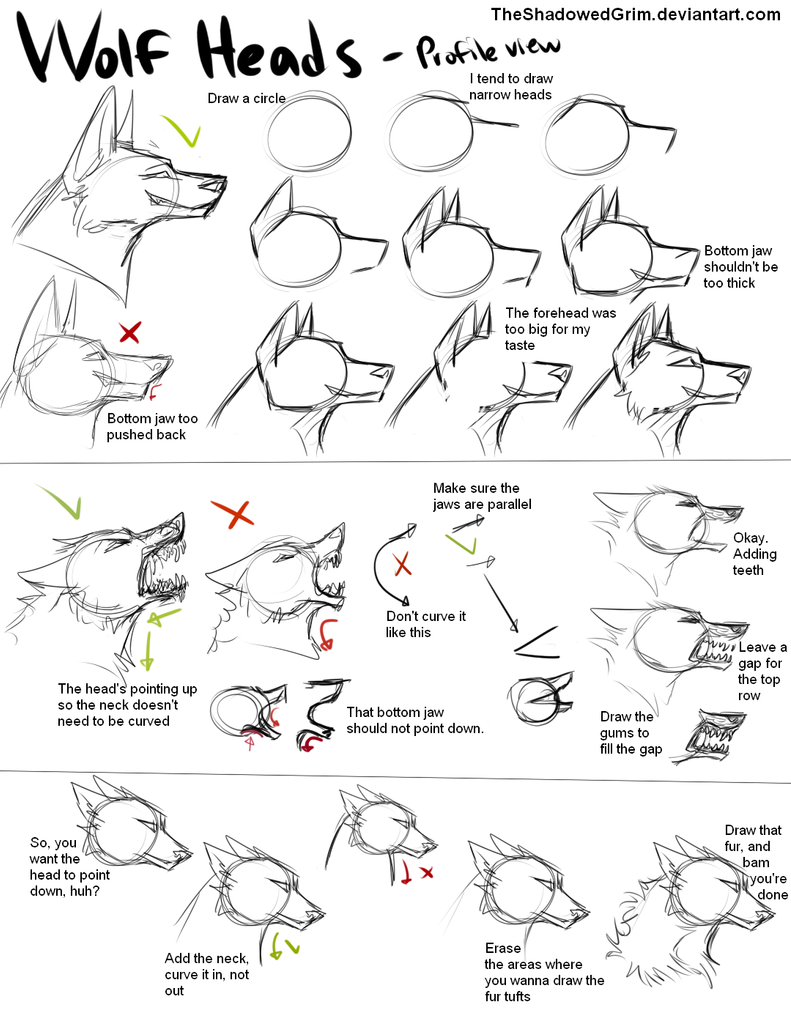 TheShadowedGrim.deviantart.com
Wolf Heads - Profile view
Draw a circle
I tend to draw
narrow heads
Bottom jaw
shouldn't be
too thick
The forehead was
too big for my
taste
Bottom jaw too
pushed back
Make sure the
jaws are parallel
Don't curve it
like this
Okay.
Adding
teeth
The head's pointing up
so the neck doesn't
need to be curved
That bottom jaw
should not point down.
Leave a
gap for
the top
row
Draw the
gums to
fill the gap
So, you
want the
head to point
down, huh?
Add the neck,
curve it in, not
out
Erase
the areas where
you wanna draw the
fur tufts
Draw that
fur, and
bam
you're
done